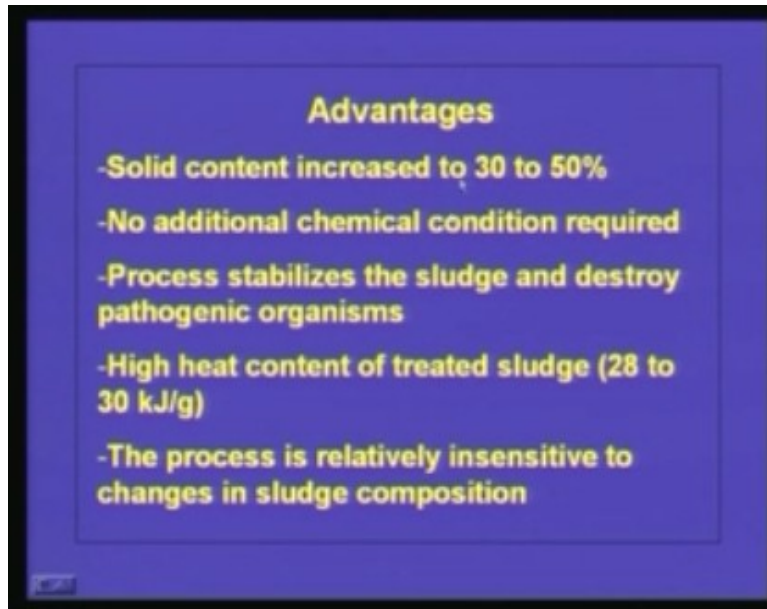 Advantages
-Solid content increased to 30 to 50%
-No additional chemical condition required
-Process stabilizes the sludge and destroy
pathogenic organisms
-High heat content of treated sludge (28 to
30 kJ/g)
-The process is relatively insensitive to
changes in sludge composition